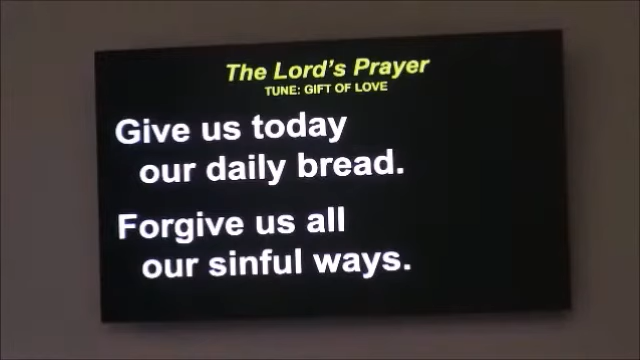 The Lord's Prayer
TUNE: GIFT OF LOVE
Give us today
our daily bread.
Forgive us all
our sinful ways.